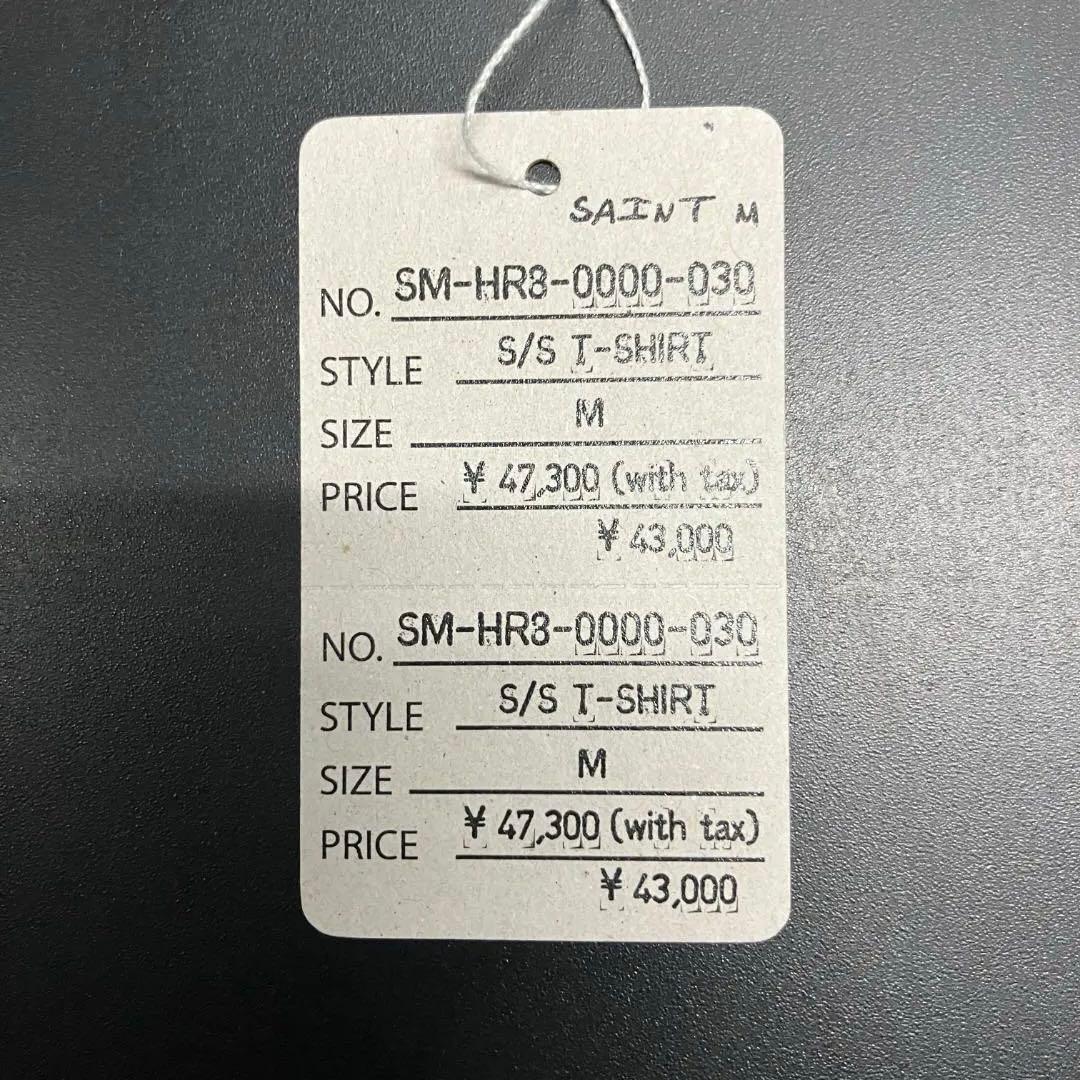 SAINT M
NO. SM-HR8-0000-030
STYLE S/S T-SHIRT
SIZE M
PRICE ¥ 47,300 (with tax)
¥ 43,000
NO. SM-HR8-0000-030
STYLE S/S T-SHIRT
SIZE M
PRICE ¥ 47,300 (with tax)
¥ 43,000